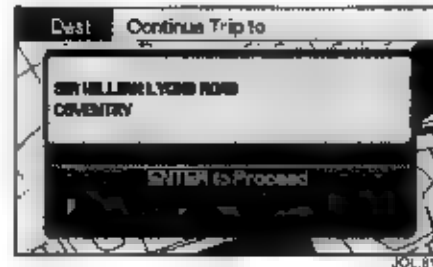 Dest Continue Trip to
SIR WILLIAM LYONS ROAD
COVENTRY
ENTER to Proceed